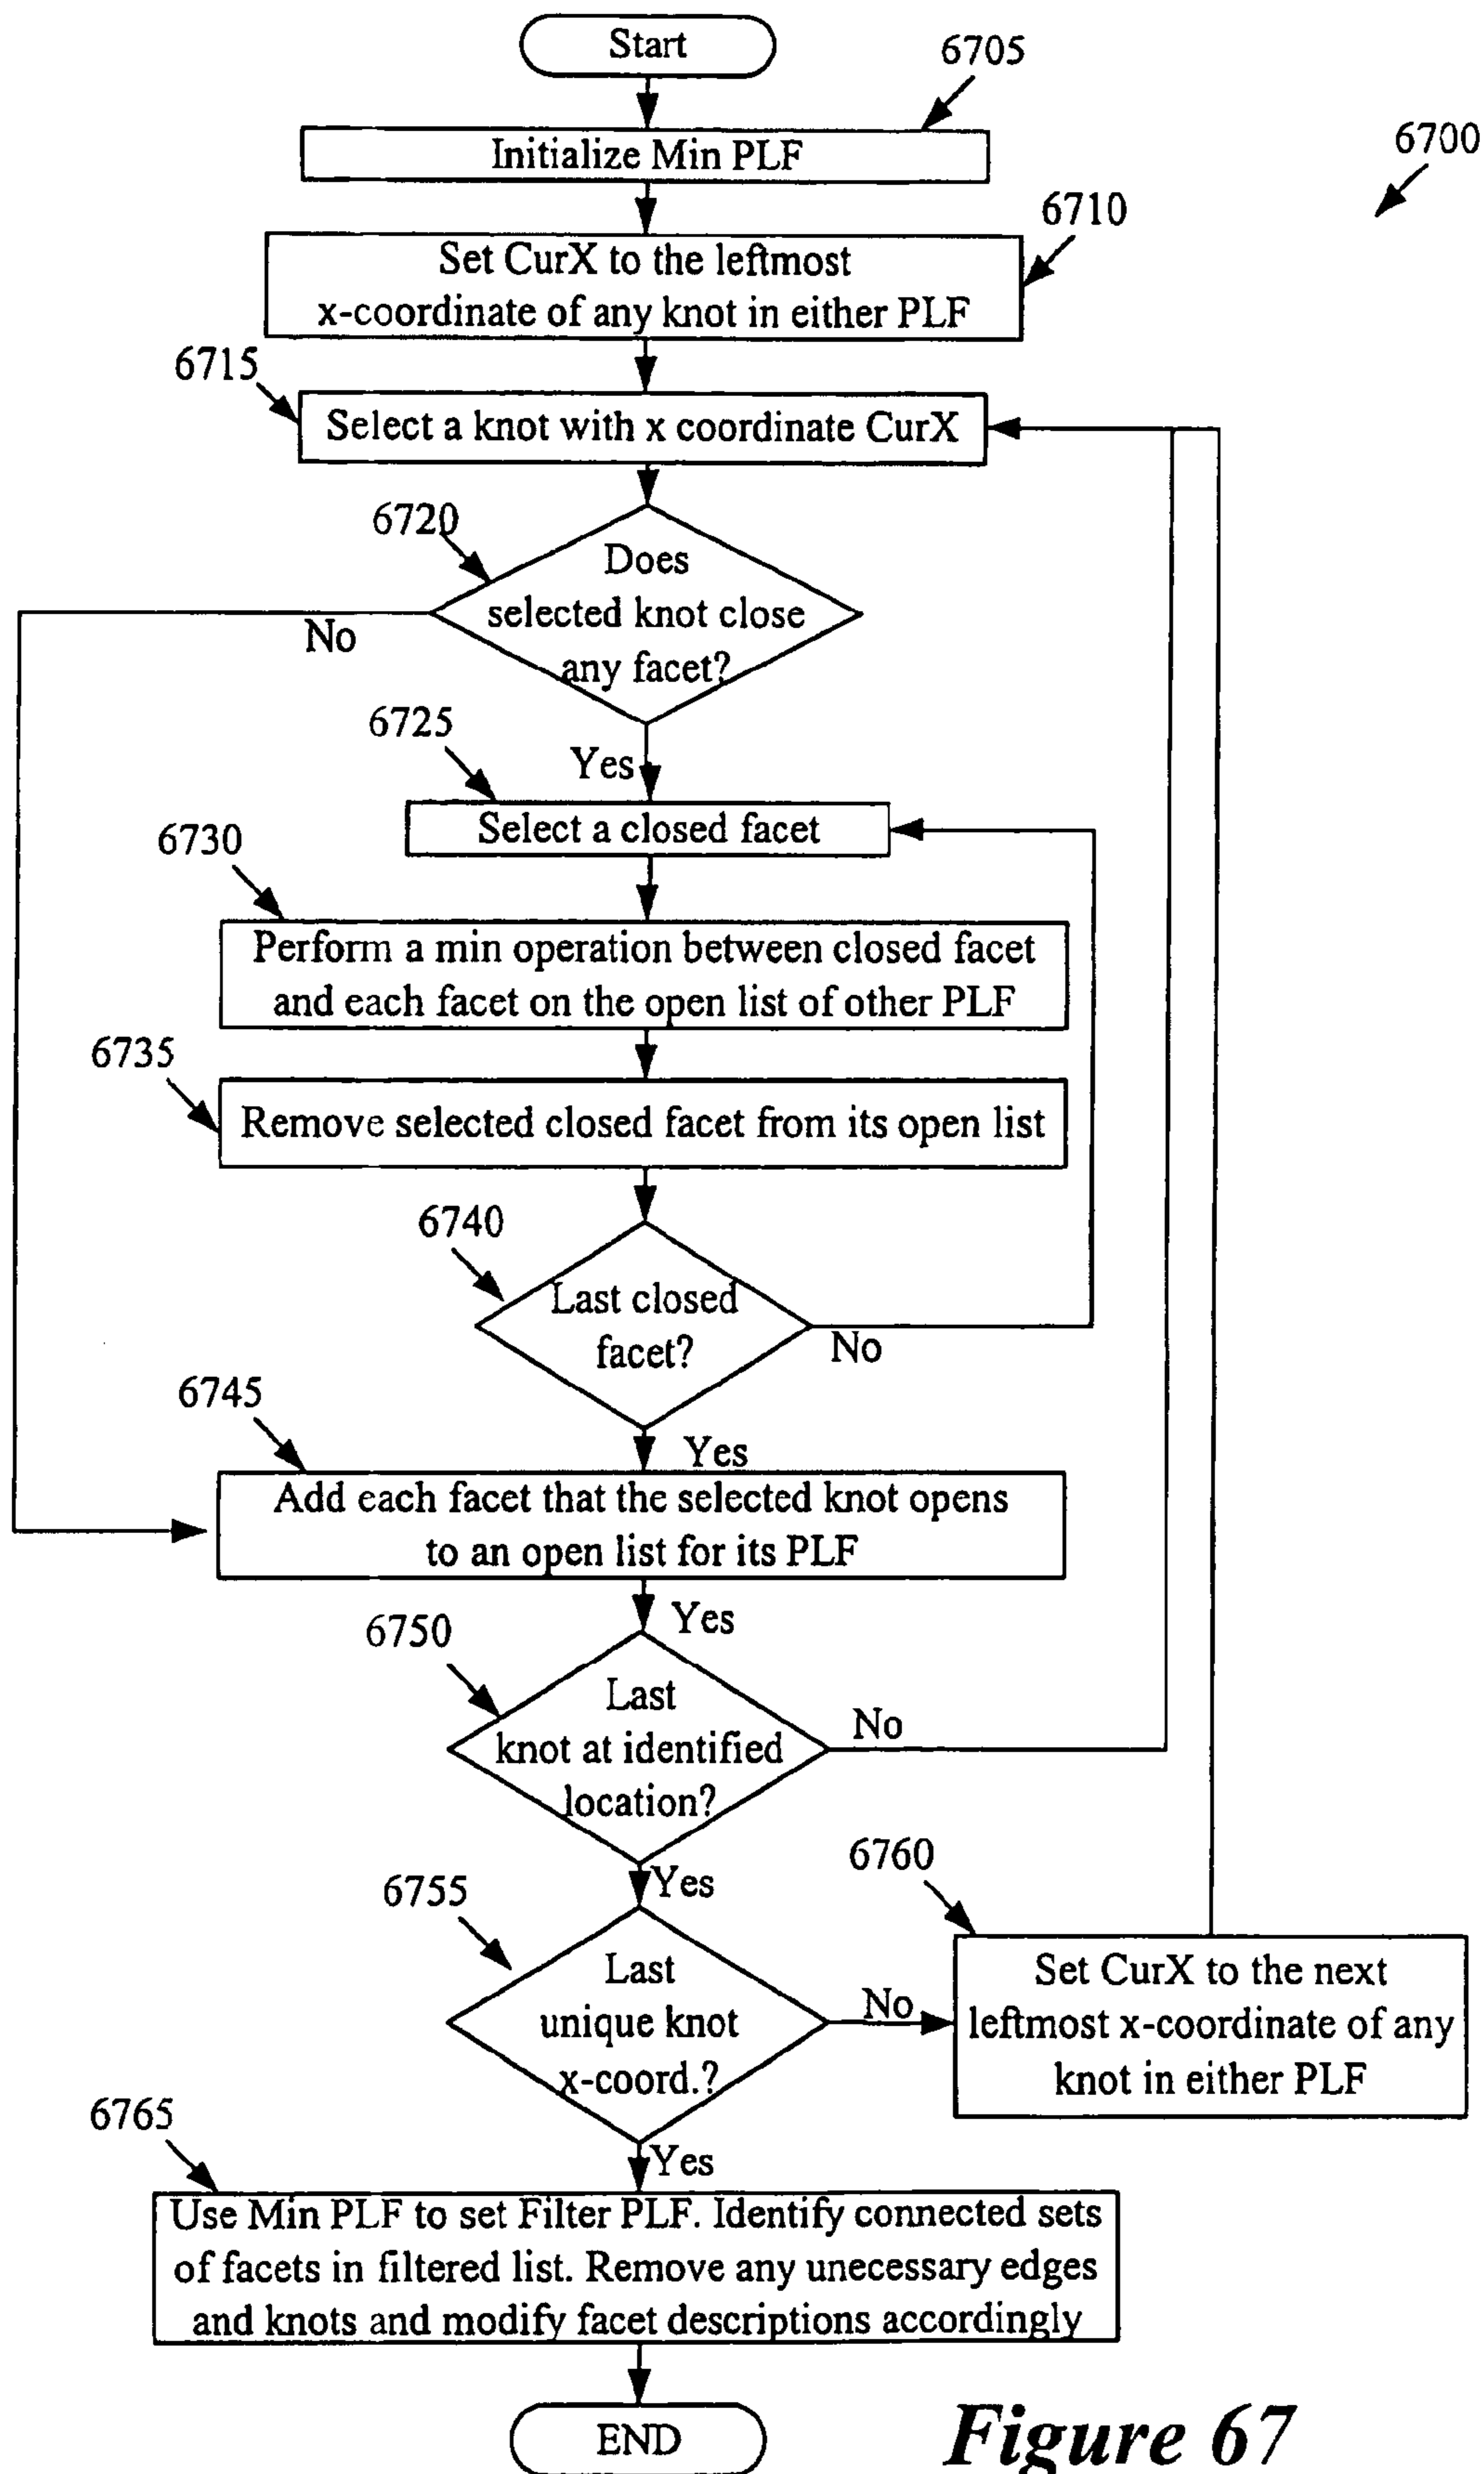 Start
6705
6700
Initialize Min PLF
6710
Set CurX to the leftmost
x-coordinate of any knot in either PLF
6715
Select a knot with x coordinate CurX
6720
Does
selected knot close
any facet?
No
6725
Yes
Select a closed facet
6730
Perform a min operation between closed facet
and each facet on the open list of other PLF
6735
Remove selected closed facet from its open list
6740
Last closed
facet?
No
6745
Yes
Add each facet that the selected knot opens
to an open list for its PLF
6750
Yes
Last
knot at identified
location?
No
6755
Yes
6760
Last
unique knot
x-coord.?
No
Set CurX to the next
leftmost x-coordinate of any
knot in either PLF
6765
Yes
Use Min PLF to set Filter PLF. Identify connected sets
of facets in filtered list. Remove any unecessary edges
and knots and modify facet descriptions accordingly
END
Figure 67